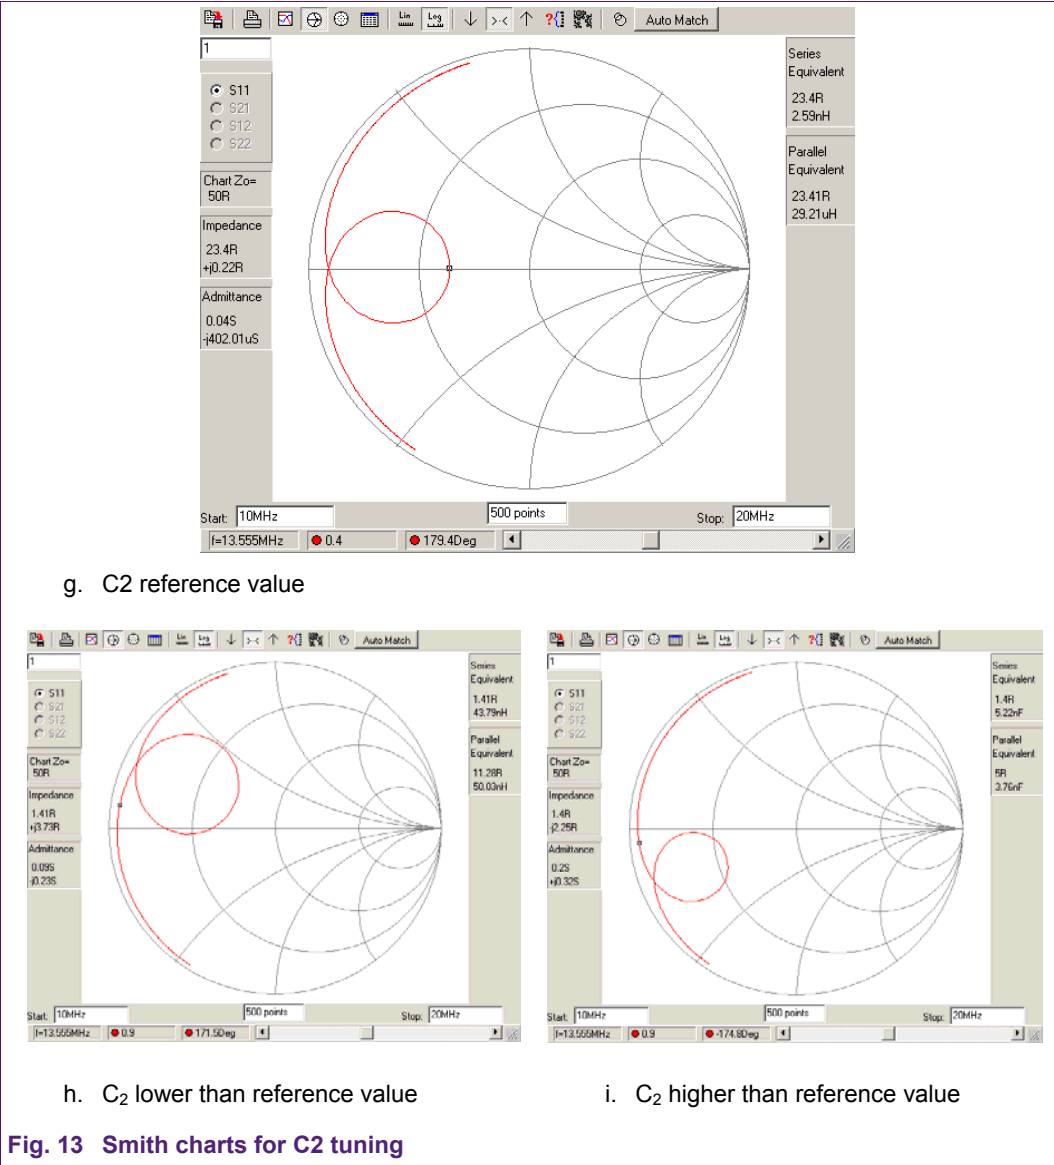 Lin
Log
Auto Match
1
S11
S21
S12
S22
Chart Zo=
50R
Impedance
23.4R
+j0.22R
Admittance
0.04S
-j402.01uS
Series
Equivalent
23.4R
2.59nH
Parallel
Equivalent
23.41R
29.21uH
Start: 10MHz
500 points
Stop: 20MHz
f=13.555MHz 0.4 179.4Deg
g. C2 reference value
Lin
Log
Auto Match
1
S11
S21
S12
S22
Chart Zo=
50R
Impedance
1.41R
+j3.73R
Admittance
0.09S
-j0.23S
Series
Equivalent
1.41R
43.79nH
Parallel
Equivalent
11.28R
50.03nH
Start: 10MHz
500 points
Stop: 20MHz
f=13.555MHz 0.9 171.5Deg
Lin
Log
Auto Match
1
S11
S21
S12
S22
Chart Zo=
50R
Impedance
1.4R
-j2.25R
Admittance
0.2S
+j0.32S
Series
Equivalent
1.4R
5.22nF
Parallel
Equivalent
5R
3.76nF
Start: 10MHz
500 points
Stop: 20MHz
f=13.555MHz 0.9 -174.8Deg
h. C2 lower than reference value
i. C2 higher than reference value
Fig. 13 Smith charts for C2 tuning